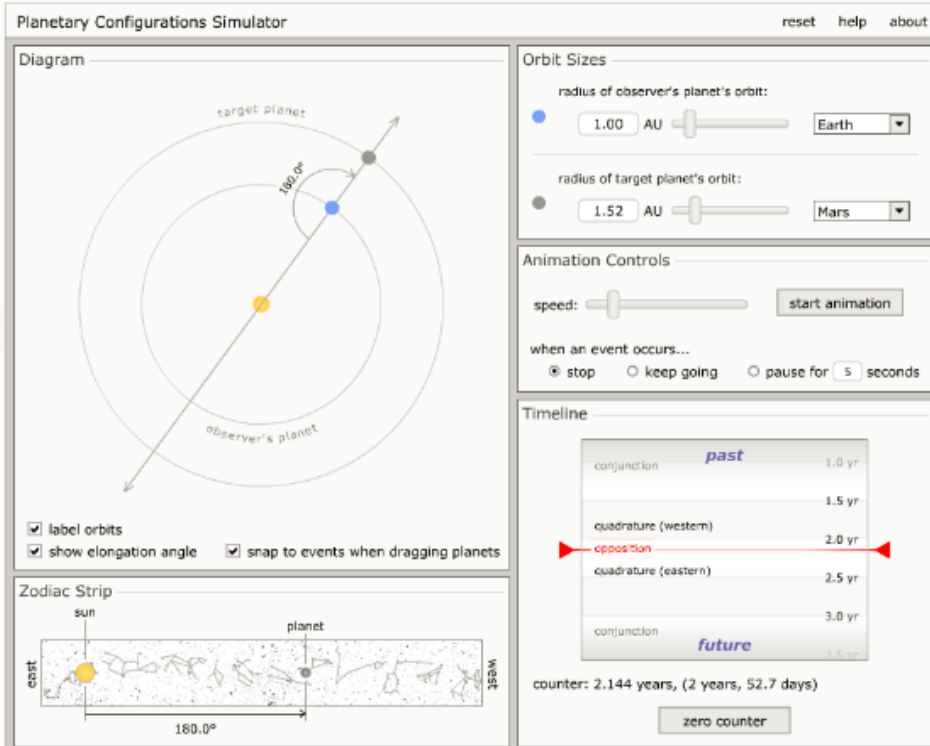 Planetary Configurations Simulator
reset help about
Diagram
target planet
180.0°
observer's planet
label orbits
show elongation angle
snap to events when dragging planets
Zodiac Strip
sun
planet
east
west
180.0°
Orbit Sizes
radius of observer's planet's orbit:
1.00 AU
Earth
radius of target planet's orbit:
1.52 AU
Mars
Animation Controls
speed:
start animation
when an event occurs...
stop
keep going
pause for 5 seconds
Timeline
past
conjunction
1.0 yr
1.5 yr
quadrature (western)
2.0 yr
opposition
quadrature (eastern)
2.5 yr
3.0 yr
conjunction
future
3.5 yr
counter: 2.144 years, (2 years, 52.7 days)
zero counter